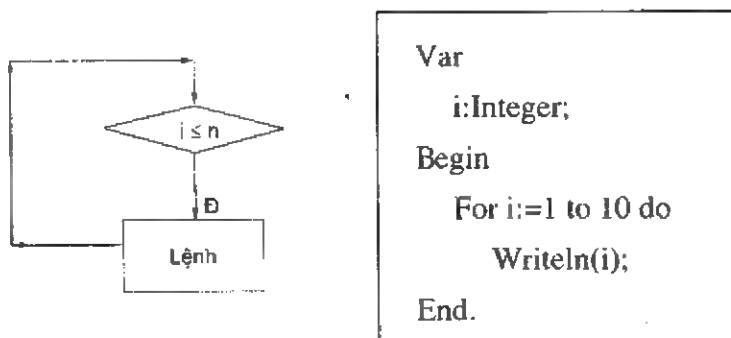 i ≤ n
Đ
Lệnh
Var
i:Integer;
Begin
For i:=1 to 10 do
Writeln(i);
End.